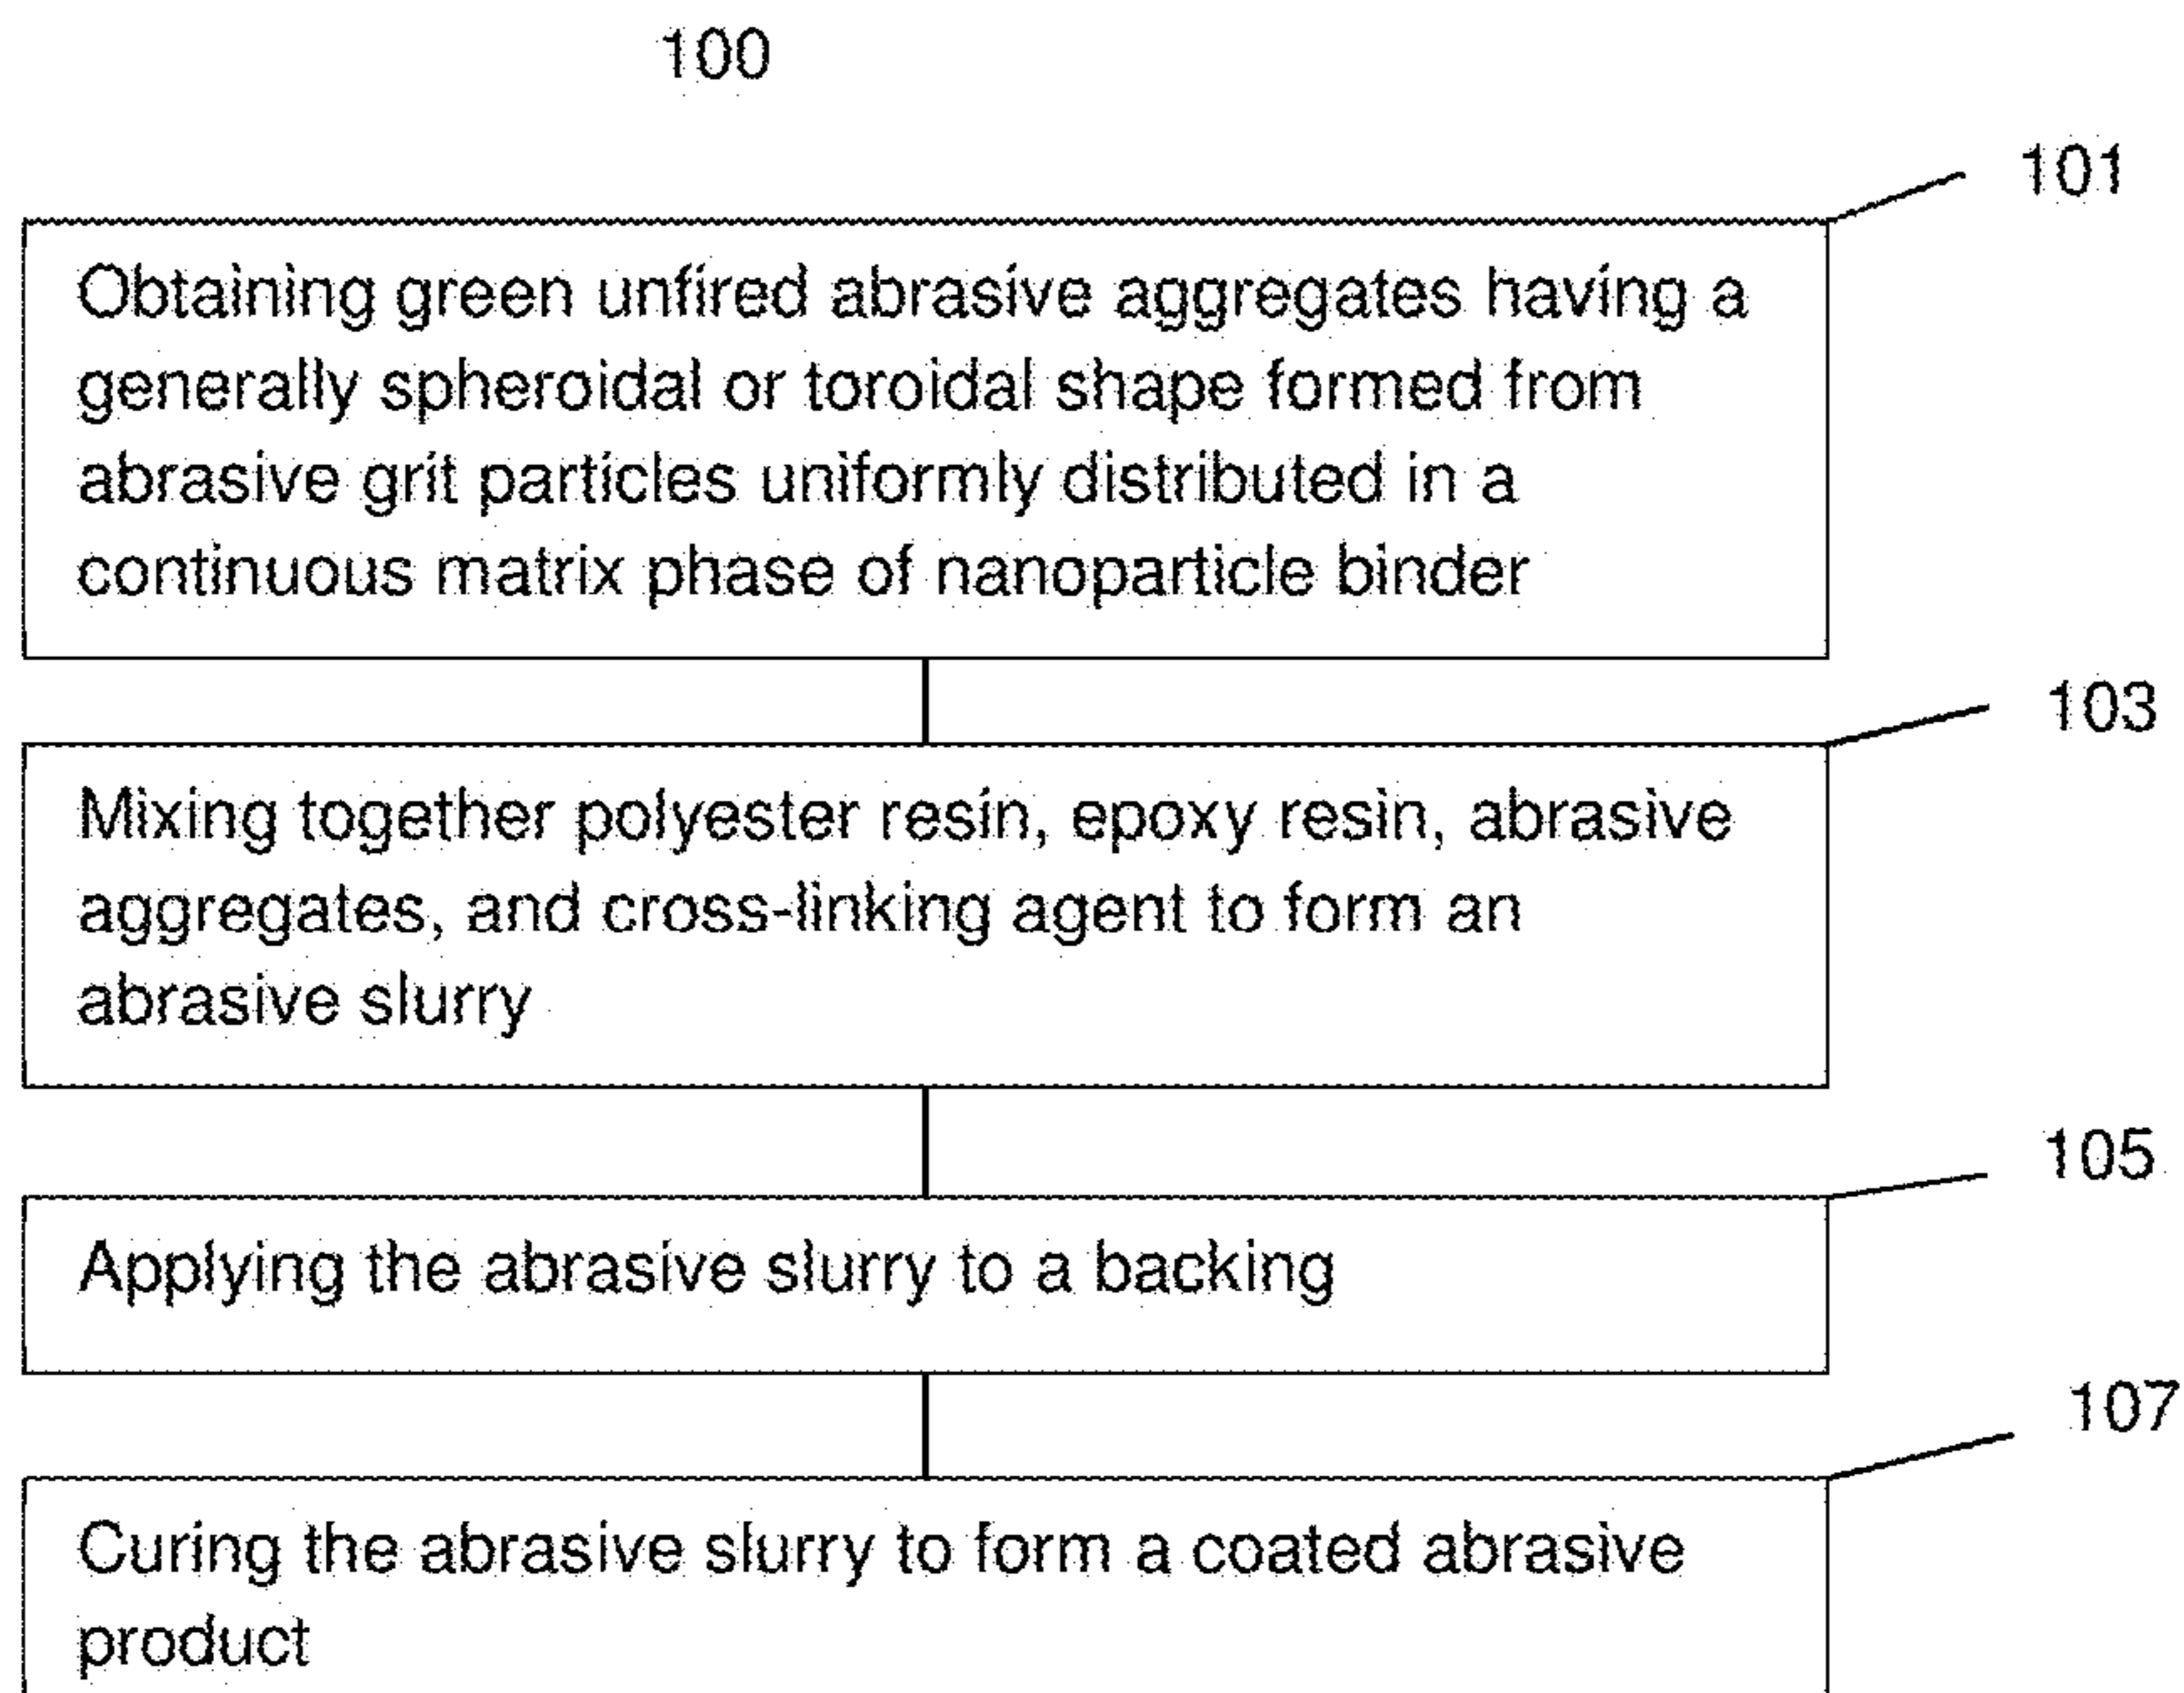 100
101
Obtaining green unfired abrasive aggregates having a
generally spheroidal or toroidal shape formed from
abrasive grit particles uniformly distributed in a
continuous matrix phase of nanoparticle binder
103
Mixing together polyester resin, epoxy resin, abrasive
aggregates, and cross-linking agent to form an
abrasive slurry
105
Applying the abrasive slurry to a backing
107
Curing the abrasive slurry to form a coated abrasive
product